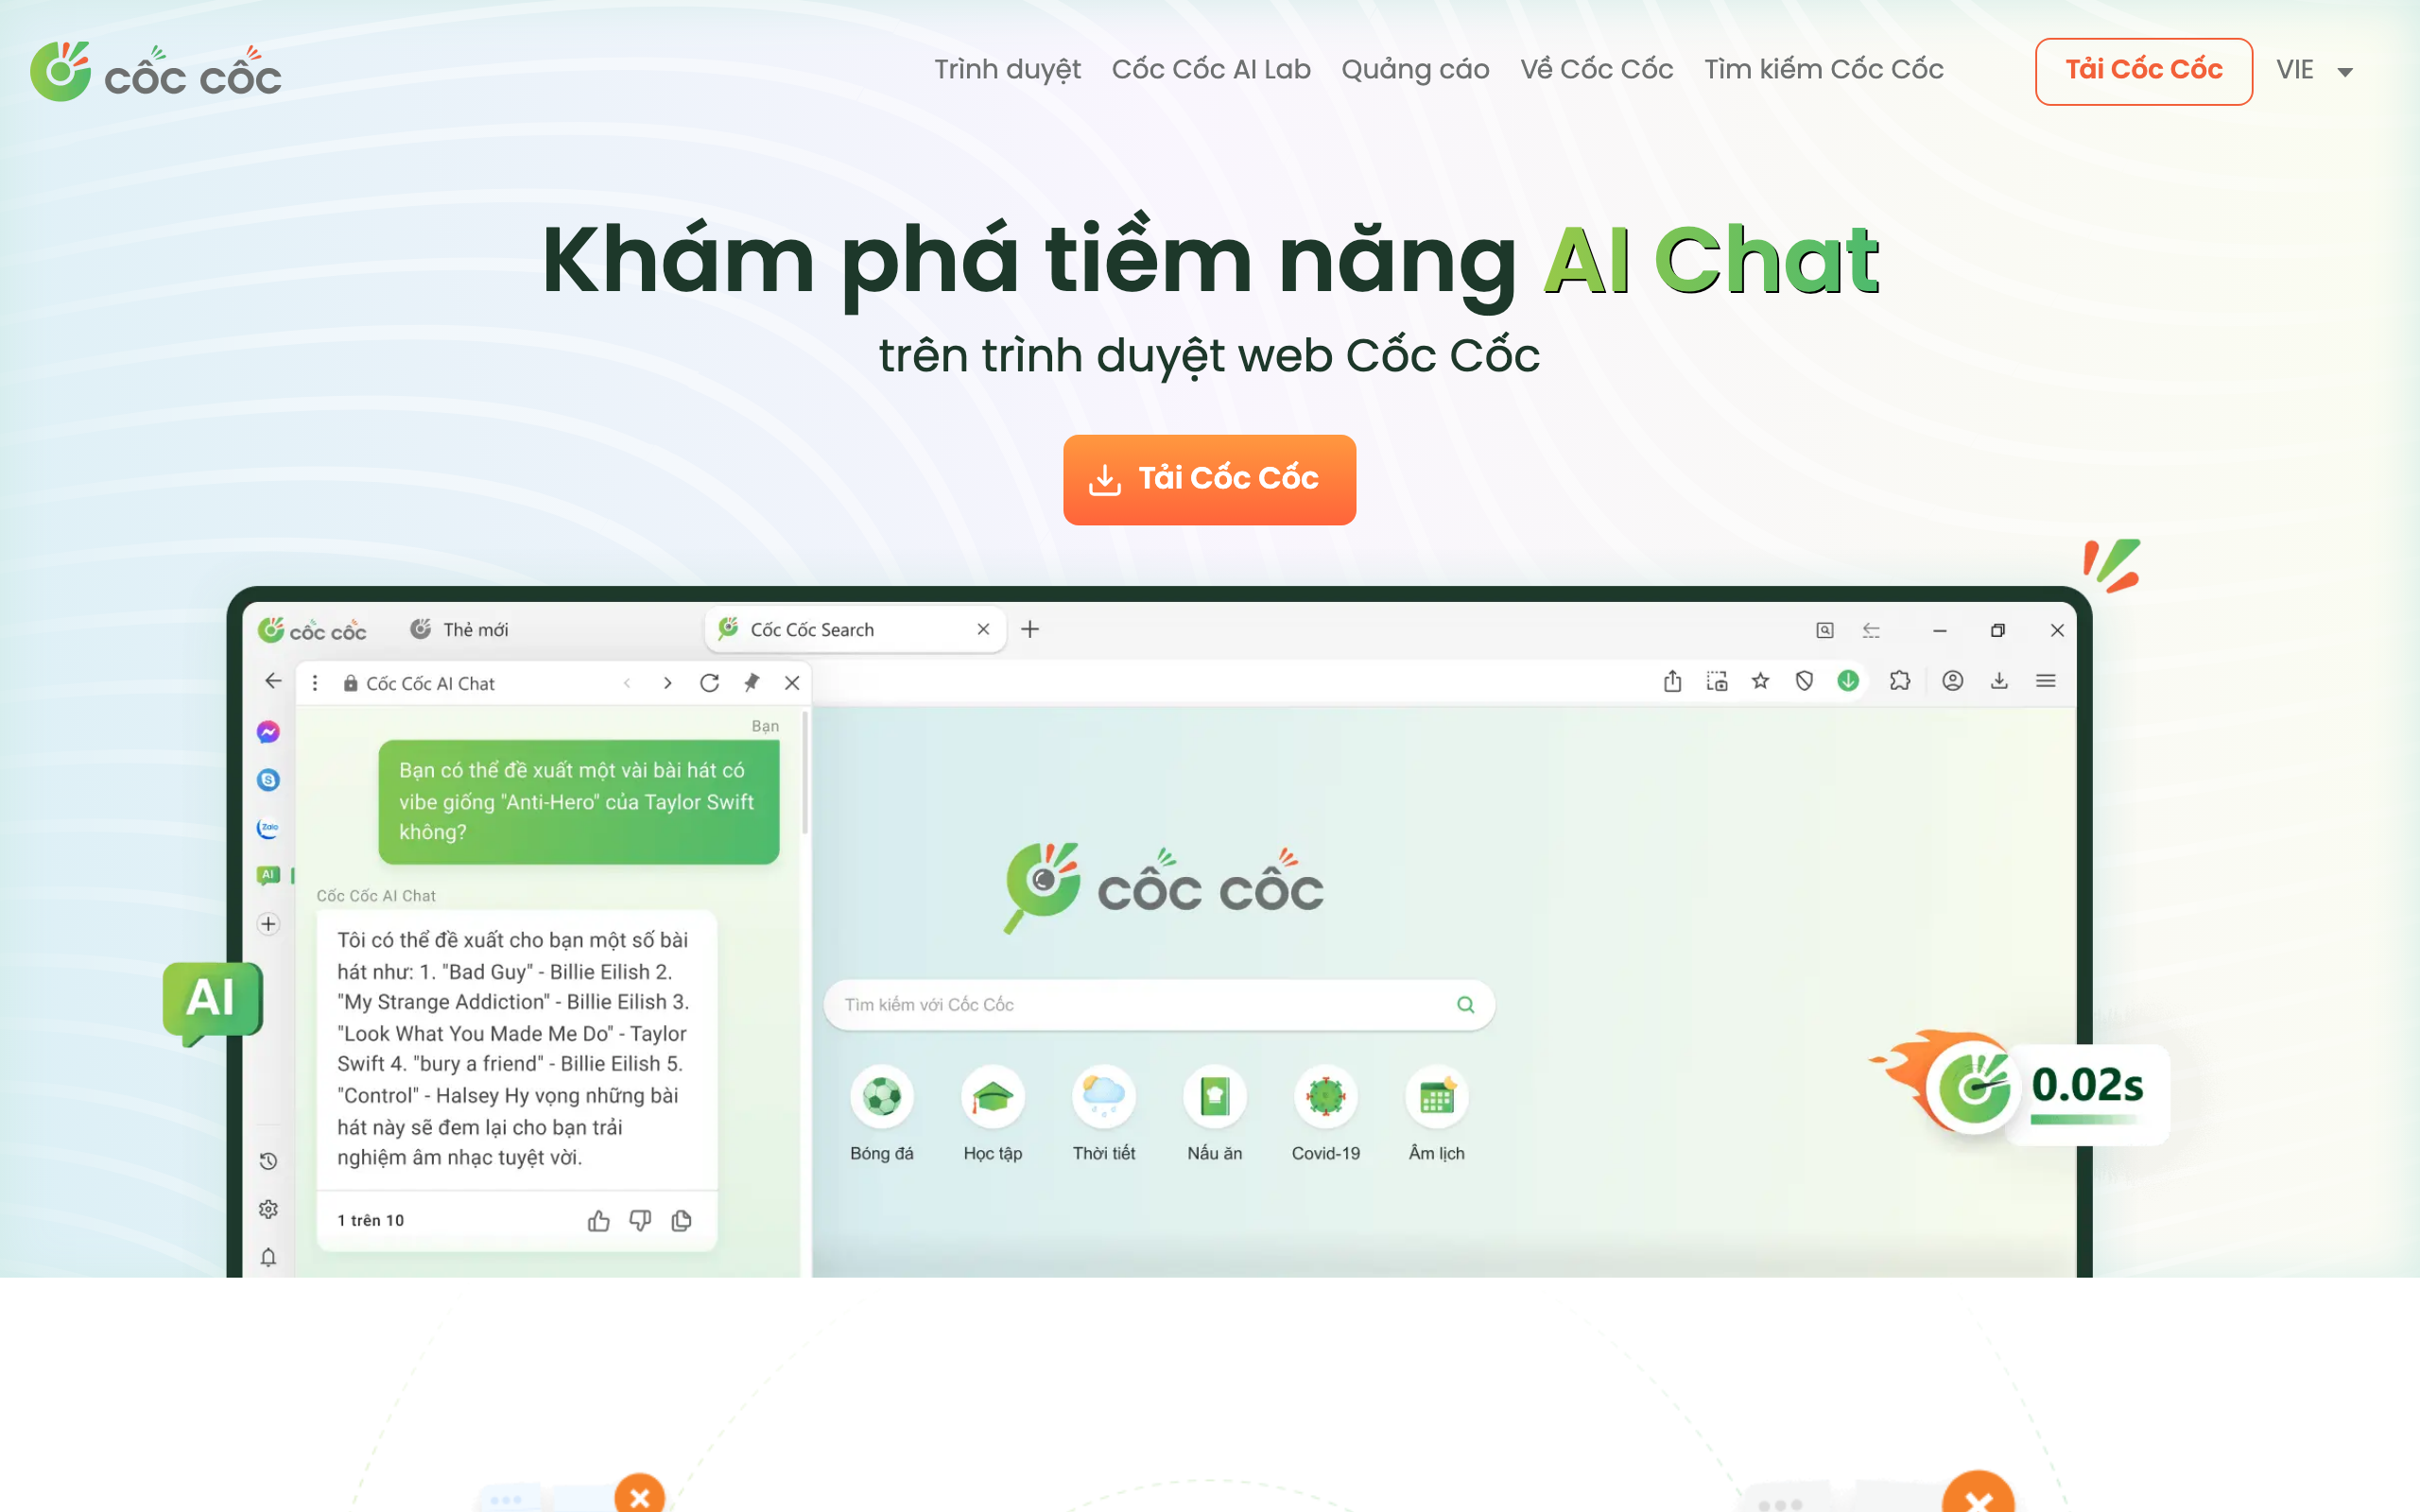 cốc cốc
Trình duyệt
Cốc Cốc AI Lab
Quảng cáo
Về Cốc Cốc
Tìm kiếm Cốc Cốc
Tải Cốc Cốc
VIE
Khám phá tiềm năng AI Chat
trên trình duyệt web Cốc Cốc
Tải Cốc Cốc
cốc cốc
Thẻ mới
Cốc Cốc Search
Cốc Cốc AI Chat
Bạn
Bạn có thể đề xuất một vài bài hát có
vibe giống "Anti-Hero" của Taylor Swift
không?
Zalo
AI
Cốc Cốc AI Chat
Tôi có thể đề xuất cho bạn một số bài
hát như: 1. "Bad Guy" - Billie Eilish 2.
"My Strange Addiction" - Billie Eilish 3.
"Look What You Made Me Do" - Taylor
Swift 4. "bury a friend" - Billie Eilish 5.
"Control" - Halsey Hy vọng những bài
hát này sẽ đem lại cho bạn trải
nghiệm âm nhạc tuyệt vời.
1 trên 10
AI
cốc cốc
Tìm kiếm với Cốc Cốc
Bóng đá
Học tập
Thời tiết
Nấu ăn
Covid-19
Âm lịch
0.02s